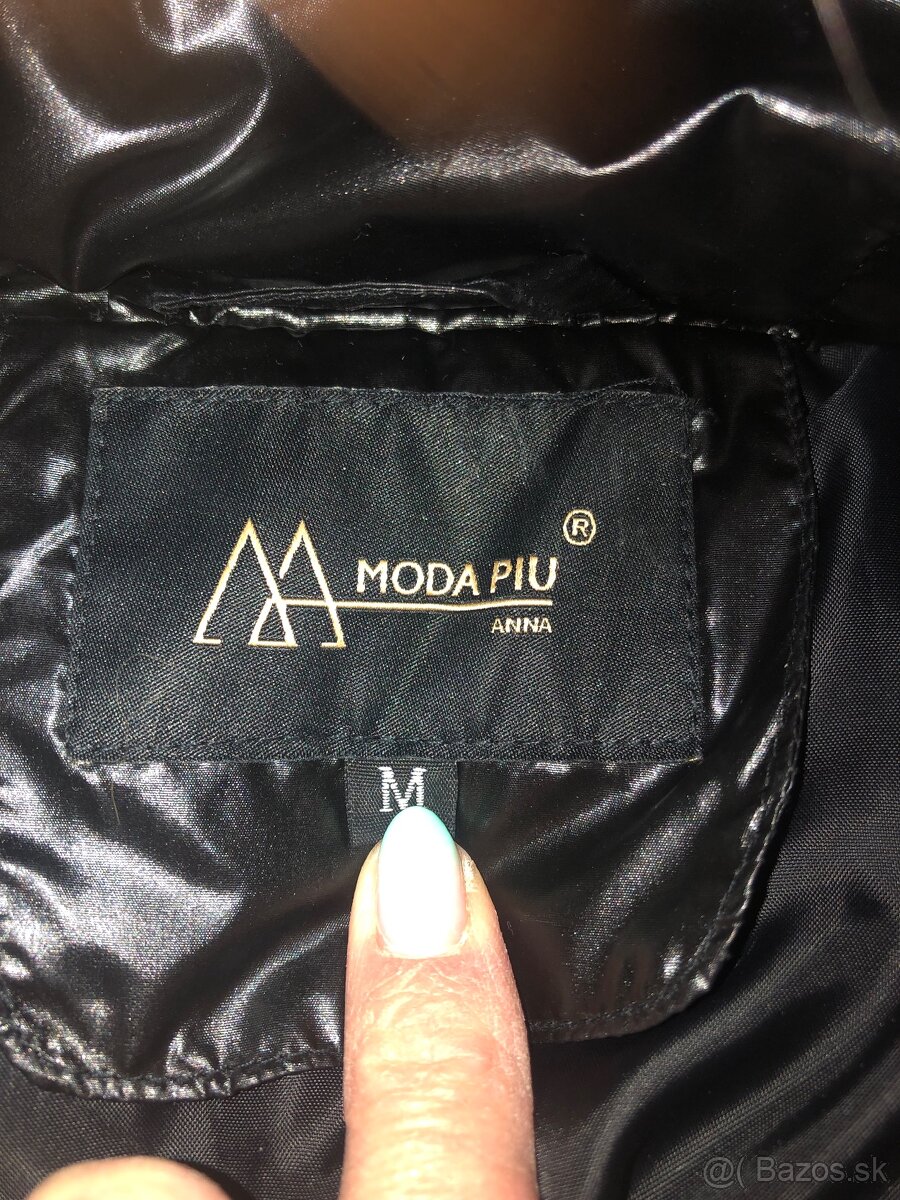 MODA PIU ®
ANNA
M
@( Bazos.sk